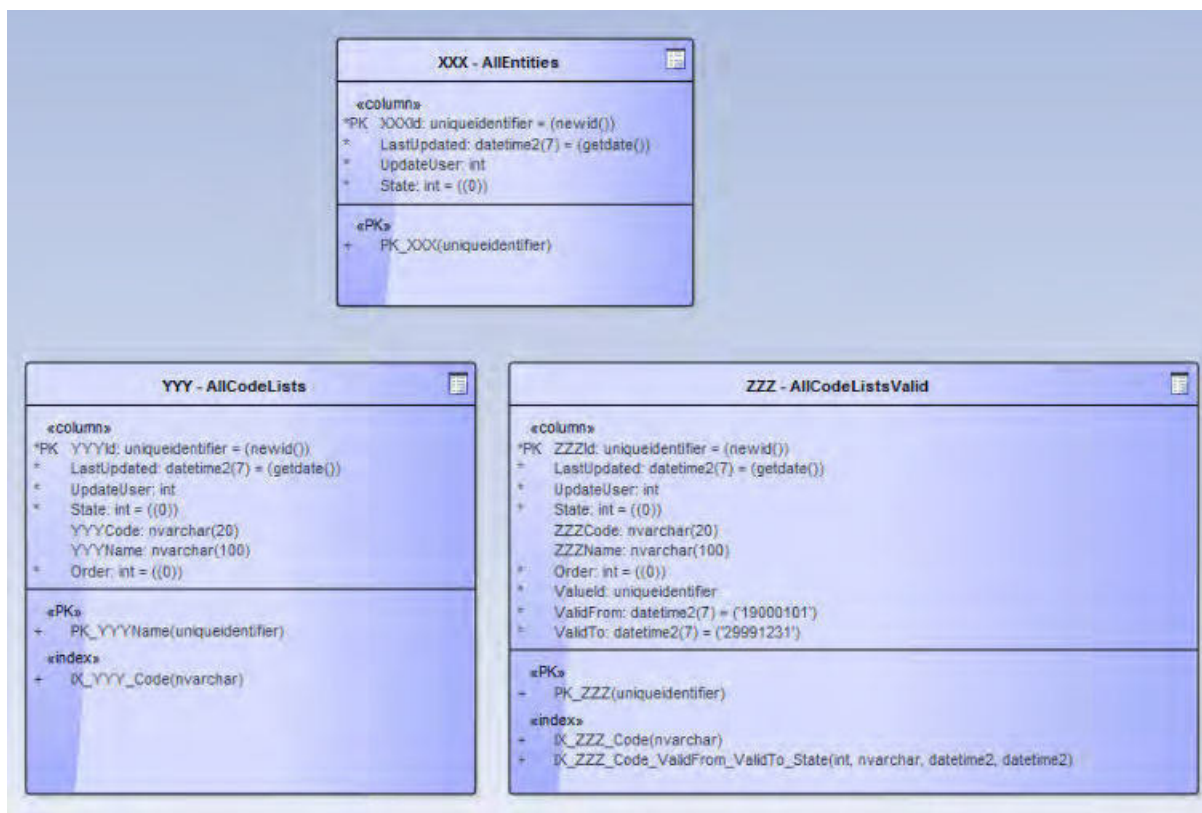 XXX - AllEntities
«column»
*PK XXXId: uniqueidentifier = (newid())
* LastUpdated: datetime2(7) = (getdate())
* UpdateUser: int
* State: int = ((0))
«PK»
+ PK_XXX(uniqueidentifier)
YYY - AllCodeLists
«column»
*PK YYYId: uniqueidentifier = (newid())
* LastUpdated: datetime2(7) = (getdate())
* UpdateUser: int
* State: int = ((0))
YYYCode: nvarchar(20)
YYYName: nvarchar(100)
* Order: int = ((0))
«PK»
+ PK_YYYName(uniqueidentifier)
«index»
+ IX_YYY_Code(nvarchar)
ZZZ - AllCodeListsValid
«column»
*PK ZZZId: uniqueidentifier = (newid())
* LastUpdated: datetime2(7) = (getdate())
* UpdateUser: int
* State: int = ((0))
ZZZCode: nvarchar(20)
ZZZName: nvarchar(100)
* Order: int = ((0))
* ValueId: uniqueidentifier
* ValidFrom: datetime2(7) = ('19000101')
* ValidTo: datetime2(7) = ('29991231')
«PK»
+ PK_ZZZ(uniqueidentifier)
«index»
+ IX_ZZZ_Code(nvarchar)
+ IX_ZZZ_Code_ValidFrom_ValidTo_State(int, nvarchar, datetime2, datetime2)